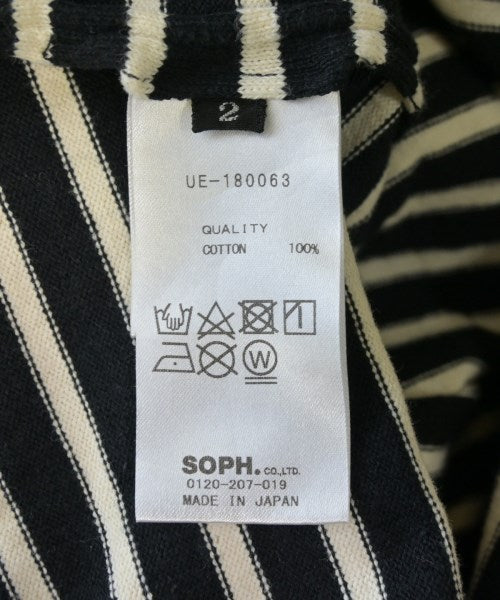 2
UE-180063
QUALITY
COTTON 100%
W
SOPH. CO.,LTD.
0120-207-019
MADE IN JAPAN